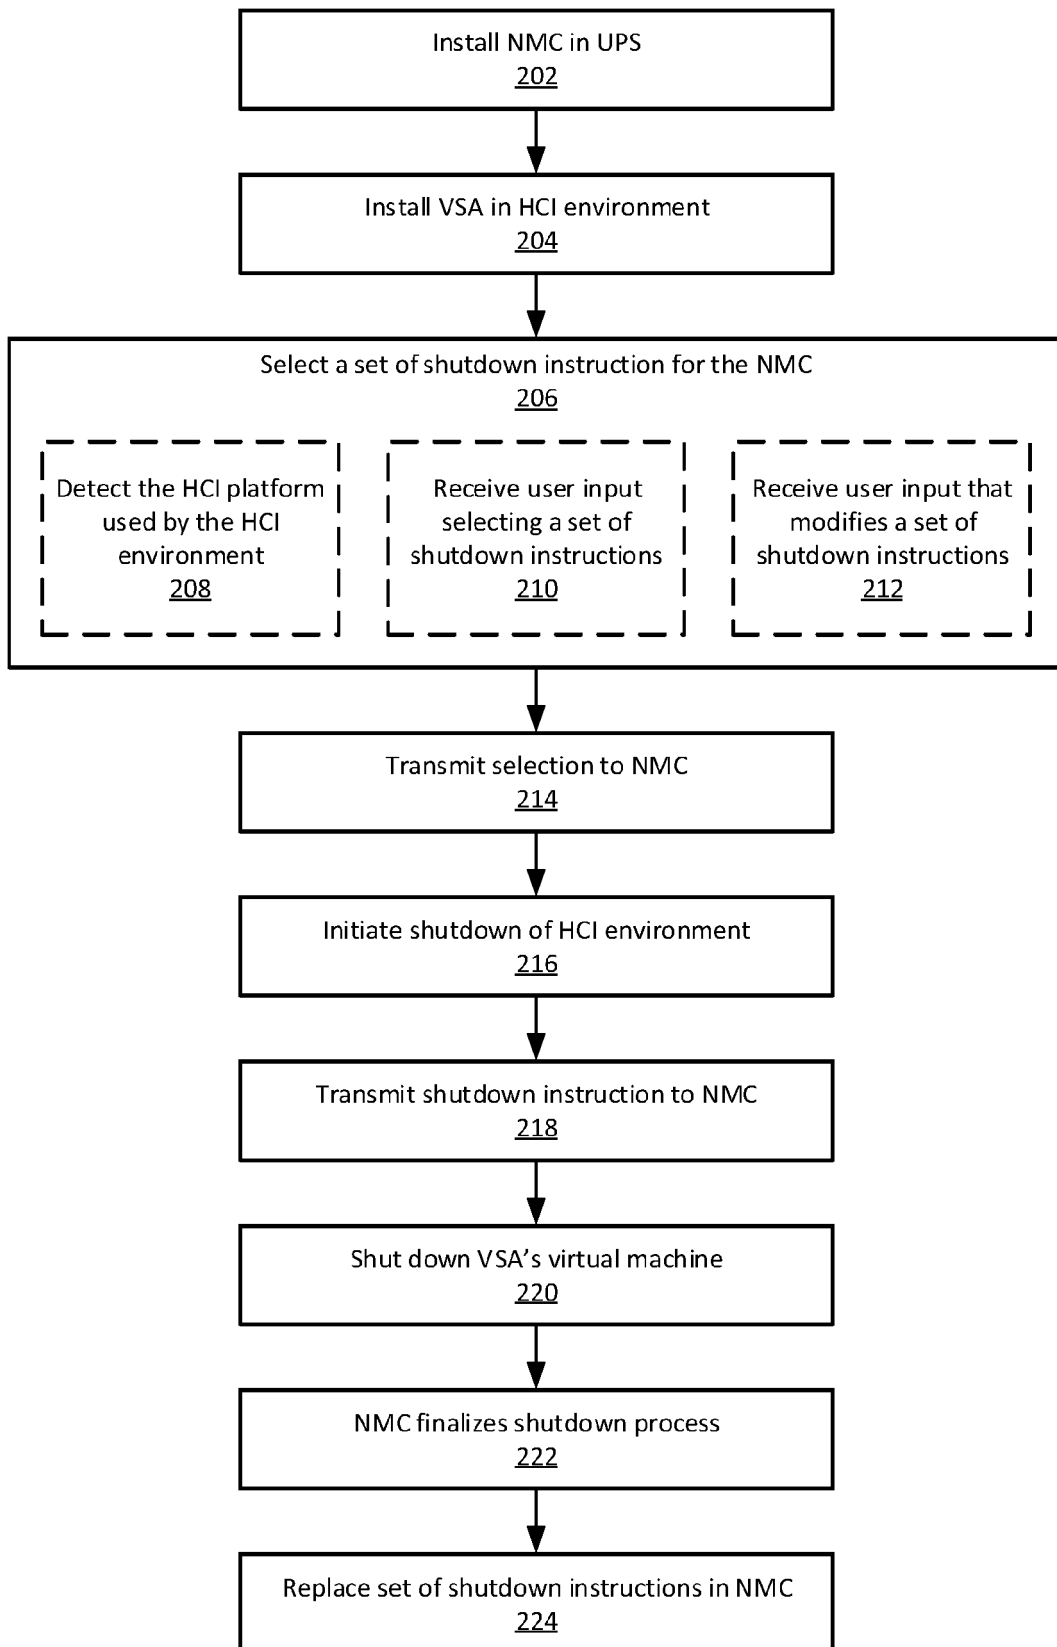 Install NMC in UPS
202
Install VSA in HCI environment
204
Select a set of shutdown instruction for the NMC
206
Detect the HCI platform
used by the HCI
environment
208
Receive user input
selecting a set of
shutdown instructions
210
Receive user input that
modifies a set of
shutdown instructions
212
Transmit selection to NMC
214
Initiate shutdown of HCI environment
216
Transmit shutdown instruction to NMC
218
Shut down VSA’s virtual machine
220
NMC finalizes shutdown process
222
Replace set of shutdown instructions in NMC
224